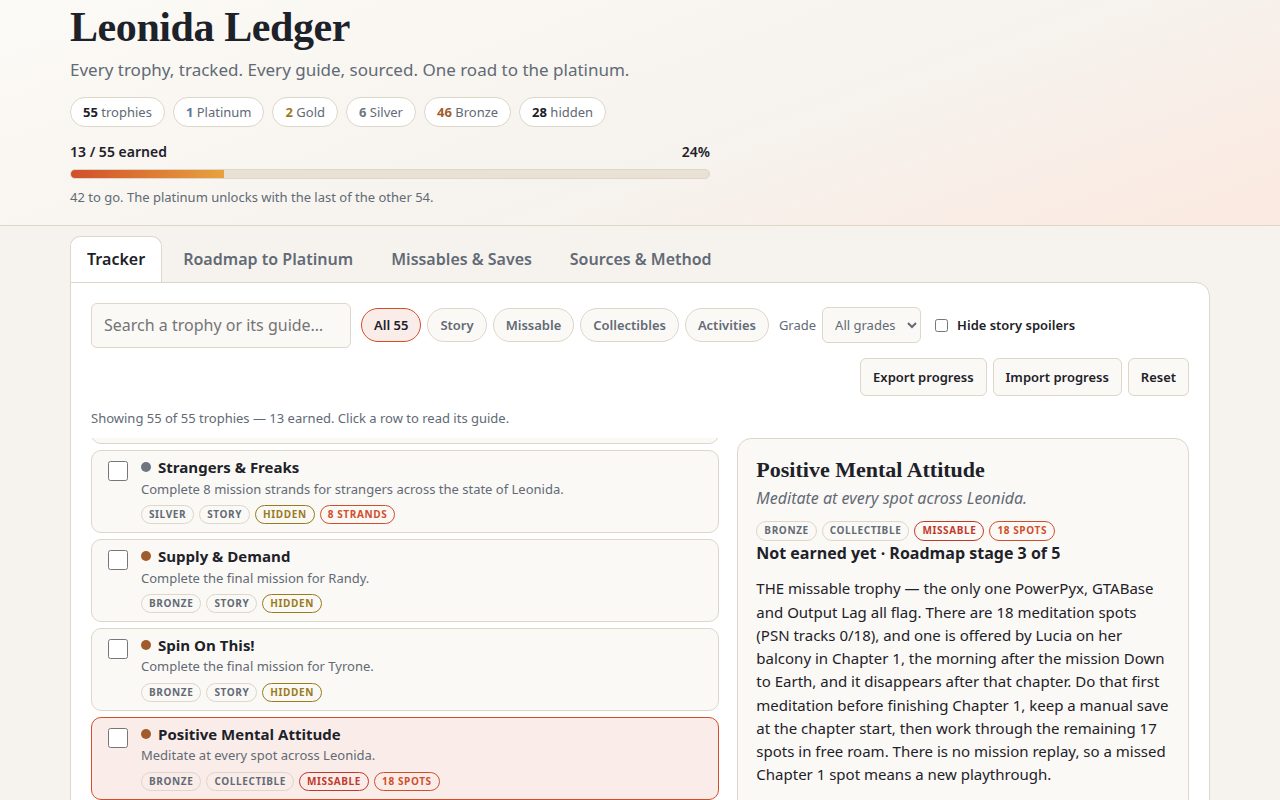 Leonida Ledger
Every trophy, tracked. Every guide, sourced. One road to the platinum.
55 trophies
1 Platinum
2 Gold
6 Silver
46 Bronze
28 hidden
13 / 55 earned
24%
42 to go. The platinum unlocks with the last of the other 54.
Tracker
Roadmap to Platinum
Missables & Saves
Sources & Method
Search a trophy or its guide...
All 55
Story
Missable
Collectibles
Activities
Grade
All grades
Hide story spoilers
Export progress
Import progress
Reset
Showing 55 of 55 trophies — 13 earned. Click a row to read its guide.
Strangers & Freaks
Complete 8 mission strands for strangers across the state of Leonida.
SILVER
STORY
HIDDEN
8 STRANDS
Supply & Demand
Complete the final mission for Randy.
BRONZE
STORY
HIDDEN
Spin On This!
Complete the final mission for Tyrone.
BRONZE
STORY
HIDDEN
Positive Mental Attitude
Meditate at every spot across Leonida.
BRONZE
COLLECTIBLE
MISSABLE
18 SPOTS
Positive Mental Attitude
Meditate at every spot across Leonida.
BRONZE
COLLECTIBLE
MISSABLE
18 SPOTS
Not earned yet · Roadmap stage 3 of 5
THE missable trophy — the only one PowerPyx, GTABase
and Output Lag all flag. There are 18 meditation spots
(PSN tracks 0/18), and one is offered by Lucia on her
balcony in Chapter 1, the morning after the mission Down
to Earth, and it disappears after that chapter. Do that first
meditation before finishing Chapter 1, keep a manual save
at the chapter start, then work through the remaining 17
spots in free roam. There is no mission replay, so a missed
Chapter 1 spot means a new playthrough.